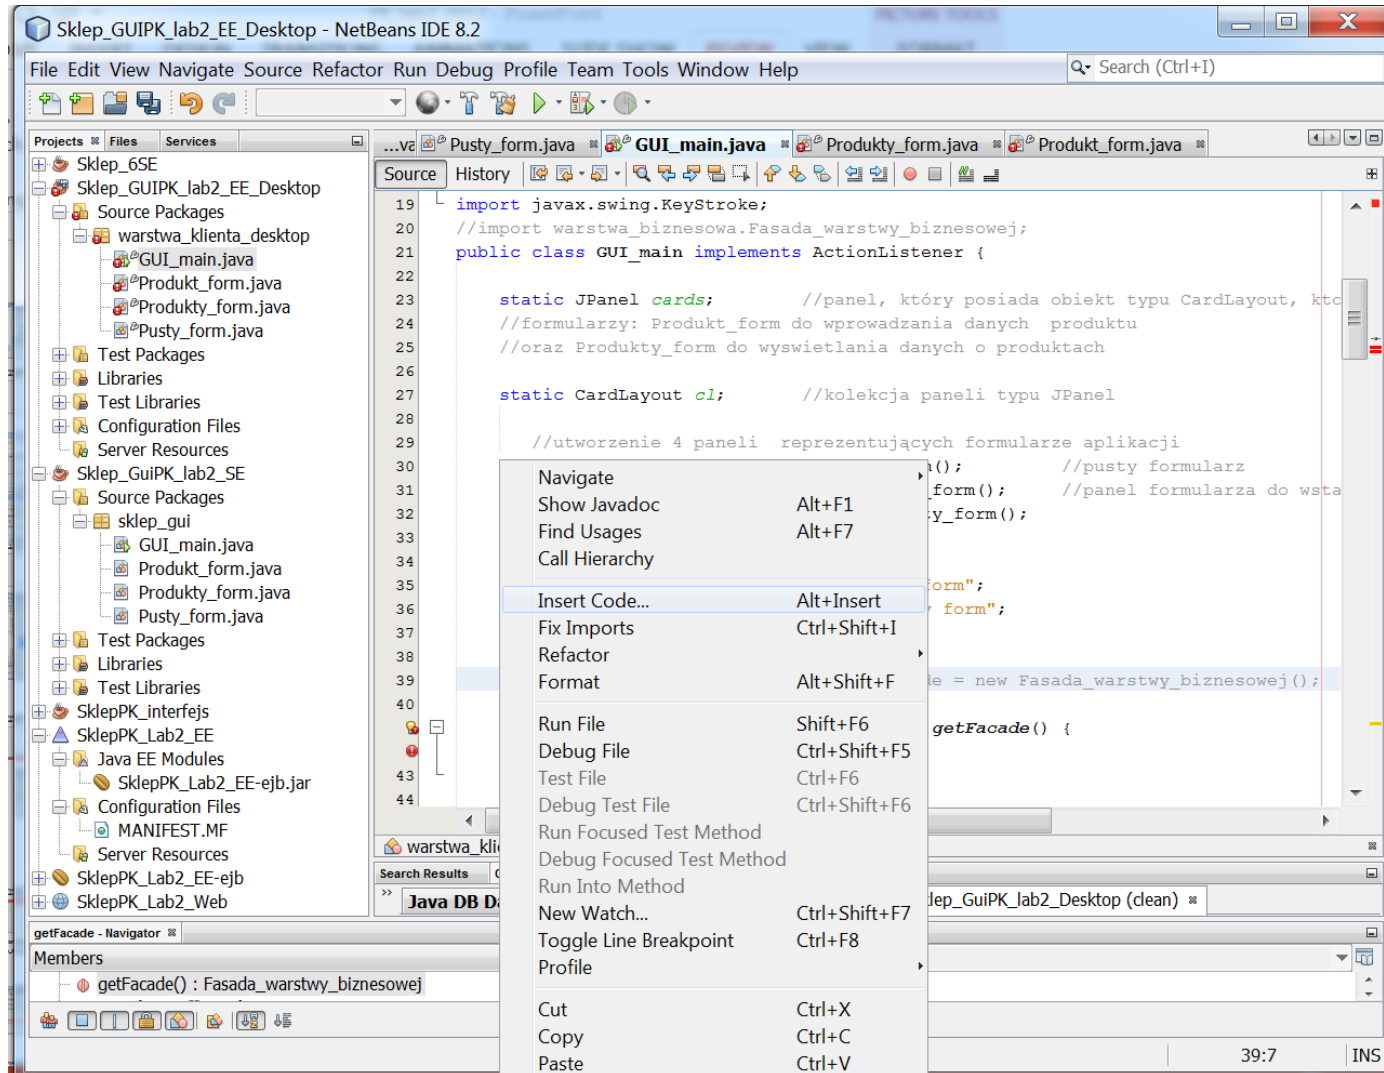 Sklep_GUIPK_lab2_EE_Desktop - NetBeans IDE 8.2
File Edit View Navigate Source Refactor Run Debug Profile Team Tools Window Help
Search (Ctrl+I)
Projects Files Services
Sklep_6SE
Sklep_GUIPK_lab2_EE_Desktop
Source Packages
warstwa_klienta_desktop
GUI_main.java
Produkt_form.java
Produkty_form.java
Pusty_form.java
Test Packages
Libraries
Test Libraries
Configuration Files
Server Resources
Sklep_GuiPK_lab2_SE
Source Packages
sklep_gui
GUI_main.java
Produkt_form.java
Produkty_form.java
Pusty_form.java
Test Packages
Libraries
Test Libraries
SklepPK_interfejs
SklepPK_Lab2_EE
Java EE Modules
SklepPK_Lab2_EE-ejb.jar
Configuration Files
MANIFEST.MF
Server Resources
SklepPK_Lab2_EE-ejb
SklepPK_Lab2_Web
getFacade - Navigator
Members
getFacade() : Fasada_warstwy_biznesowej
...va Pusty_form.java GUI_main.java Produkty_form.java Produkt_form.java
Source History
19 import javax.swing.KeyStroke;
20 //import warstwa_biznesowa.Fasada_warstwy_biznesowej;
21 public class GUI_main implements ActionListener {
22
23 static JPanel cards; //panel, który posiada obiekt typu CardLayout, kto
24 //formularzy: Produkt_form do wprowadzania danych produktu
25 //oraz Produkty_form do wyswietlania danych o produktach
26
27 static CardLayout cl; //kolekcja paneli typu JPanel
28
29 //utworzenie 4 paneli reprezentujących formularze aplikacji
30 (); //pusty formularz
31 _form(); //panel formularza do wsta
32 y_form();
33
34
35 orm";
36 form";
37
38
39 de = new Fasada_warstwy_biznesowej();
40
getFacade() {
43
44
Navigate
Show Javadoc Alt+F1
Find Usages Alt+F7
Call Hierarchy
Insert Code... Alt+Insert
Fix Imports Ctrl+Shift+I
Refactor
Format Alt+Shift+F
Run File Shift+F6
Debug File Ctrl+Shift+F5
Test File Ctrl+F6
Debug Test File Ctrl+Shift+F6
Run Focused Test Method
Debug Focused Test Method
Run Into Method
New Watch... Ctrl+Shift+F7
Toggle Line Breakpoint Ctrl+F8
Profile
Cut Ctrl+X
Copy Ctrl+C
Paste Ctrl+V
warstwa_kli
Search Results
Java DB D
lep_GuiPK_lab2_Desktop (clean)
39:7 INS